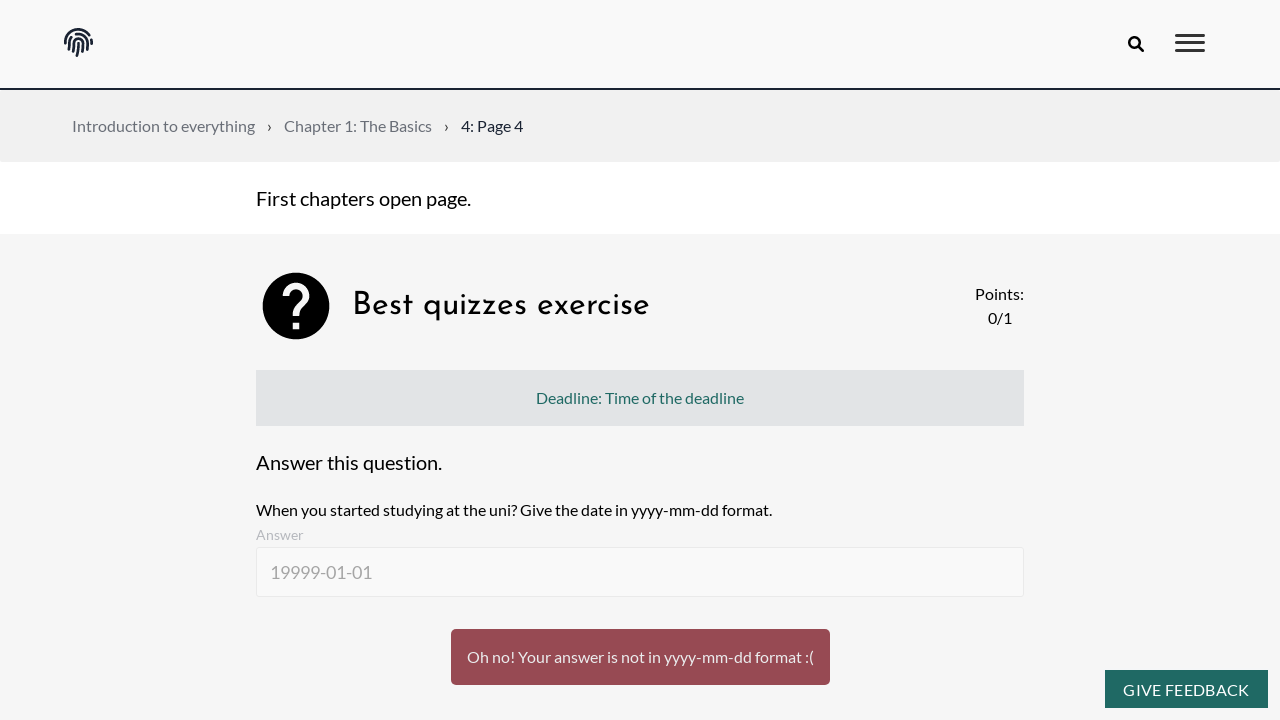 Introduction to everything › Chapter 1: The Basics › 4: Page 4
First chapters open page.
Best quizzes exercise
Points:
0/1
Deadline: Time of the deadline
Answer this question.
When you started studying at the uni? Give the date in yyyy-mm-dd format.
Answer
19999-01-01
Oh no! Your answer is not in yyyy-mm-dd format :(
GIVE FEEDBACK